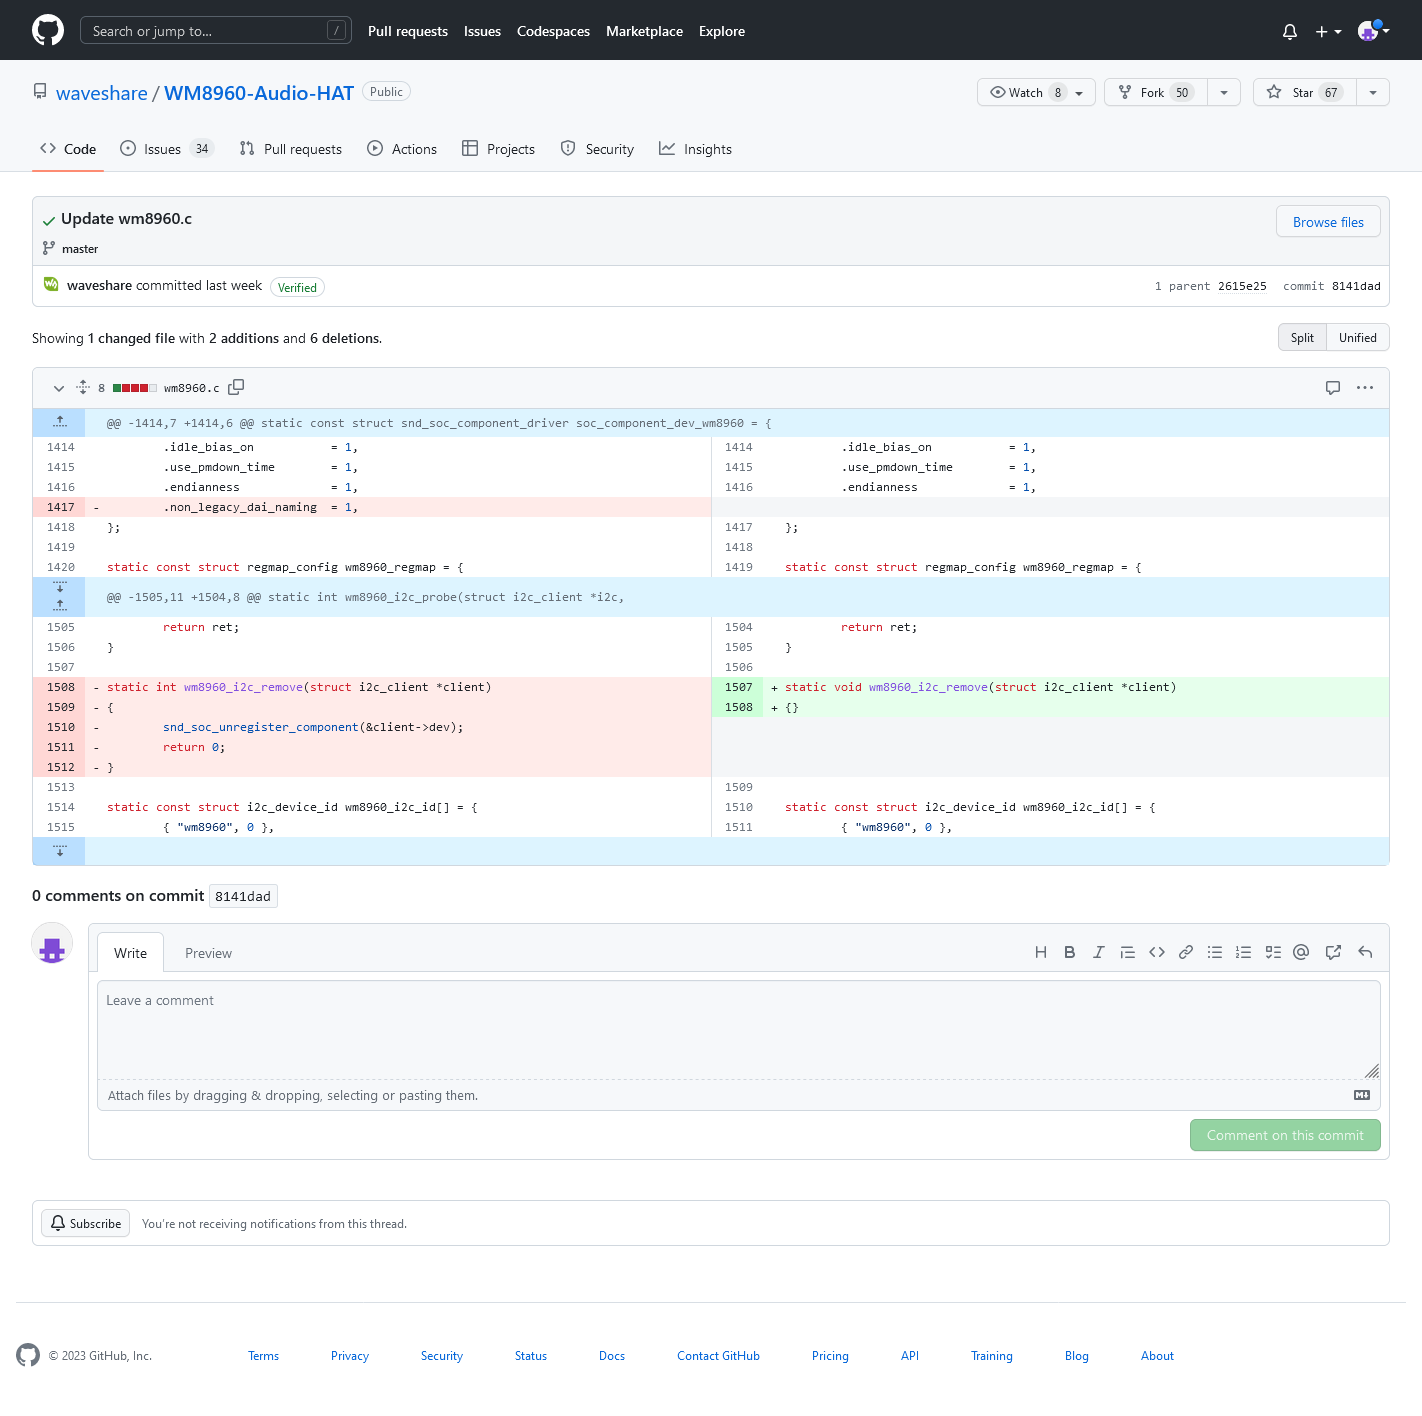 Search or jump to... /
Pull requests Issues Codespaces Marketplace Explore
waveshare / WM8960-Audio-HAT Public
Watch 8 Fork 50 Star 67
Code Issues 34 Pull requests Actions Projects Security Insights
Update wm8960.c
Browse files
master
waveshare committed last week Verified
1 parent 2615e25 commit 8141dad
Showing 1 changed file with 2 additions and 6 deletions.
Split Unified
8 wm8960.c
@@ -1414,7 +1414,6 @@ static const struct snd_soc_component_driver soc_component_dev_wm8960 = {
1414 .idle_bias_on = 1, 1414 .idle_bias_on = 1,
1415 .use_pmdown_time = 1, 1415 .use_pmdown_time = 1,
1416 .endianness = 1, 1416 .endianness = 1,
1417 - .non_legacy_dai_naming = 1,
1418 }; 1417 };
1419 1418
1420 static const struct regmap_config wm8960_regmap = { 1419 static const struct regmap_config wm8960_regmap = {
@@ -1505,11 +1504,8 @@ static int wm8960_i2c_probe(struct i2c_client *i2c,
1505 return ret; 1504 return ret;
1506 } 1505 }
1507 1506
1508 - static int wm8960_i2c_remove(struct i2c_client *client) 1507 + static void wm8960_i2c_remove(struct i2c_client *client)
1509 - { 1508 + {}
1510 - snd_soc_unregister_component(&client->dev);
1511 - return 0;
1512 - }
1513 1509
1514 static const struct i2c_device_id wm8960_i2c_id[] = { 1510 static const struct i2c_device_id wm8960_i2c_id[] = {
1515 { "wm8960", 0 }, 1511 { "wm8960", 0 },
0 comments on commit 8141dad
Write Preview
Leave a comment
Attach files by dragging & dropping, selecting or pasting them.
Comment on this commit
Subscribe You're not receiving notifications from this thread.
© 2023 GitHub, Inc. Terms Privacy Security Status Docs Contact GitHub Pricing API Training Blog About